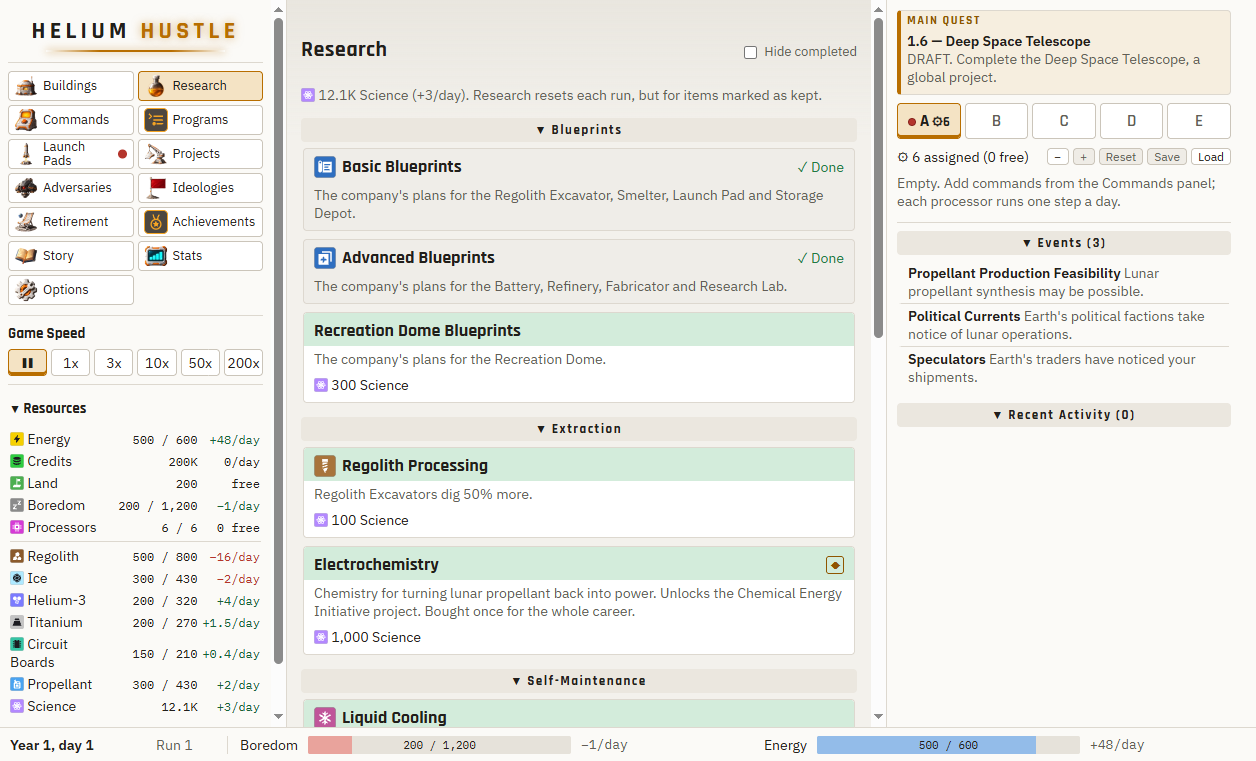 HELIUM HUSTLE
Buildings
Research
Commands
Programs
Launch Pads
Projects
Adversaries
Ideologies
Retirement
Achievements
Story
Stats
Options
Game Speed
1x 3x 10x 50x 200x
▼ Resources
Energy 500 / 600 +48/day
Credits 200K 0/day
Land 200 free
Boredom 200 / 1,200 −1/day
Processors 6 / 6 0 free
Regolith 500 / 800 −16/day
Ice 300 / 430 −2/day
Helium-3 200 / 320 +4/day
Titanium 200 / 270 +1.5/day
Circuit Boards 150 / 210 +0.4/day
Propellant 300 / 430 +2/day
Science 12.1K +3/day
Research
Hide completed
12.1K Science (+3/day). Research resets each run, but for items marked as kept.
▼ Blueprints
Basic Blueprints ✓ Done
The company's plans for the Regolith Excavator, Smelter, Launch Pad and Storage
Depot.
Advanced Blueprints ✓ Done
The company's plans for the Battery, Refinery, Fabricator and Research Lab.
Recreation Dome Blueprints
The company's plans for the Recreation Dome.
300 Science
▼ Extraction
Regolith Processing
Regolith Excavators dig 50% more.
100 Science
Electrochemistry
Chemistry for turning lunar propellant back into power. Unlocks the Chemical Energy
Initiative project. Bought once for the whole career.
1,000 Science
▼ Self-Maintenance
Liquid Cooling
MAIN QUEST
1.6 — Deep Space Telescope
DRAFT. Complete the Deep Space Telescope, a
global project.
A ⚙6 B C D E
⚙ 6 assigned (0 free) − + Reset Save Load
Empty. Add commands from the Commands panel;
each processor runs one step a day.
▼ Events (3)
Propellant Production Feasibility Lunar
propellant synthesis may be possible.
Political Currents Earth's political factions take
notice of lunar operations.
Speculators Earth's traders have noticed your
shipments.
▼ Recent Activity (0)
Year 1, day 1 Run 1 Boredom 200 / 1,200 −1/day Energy 500 / 600 +48/day